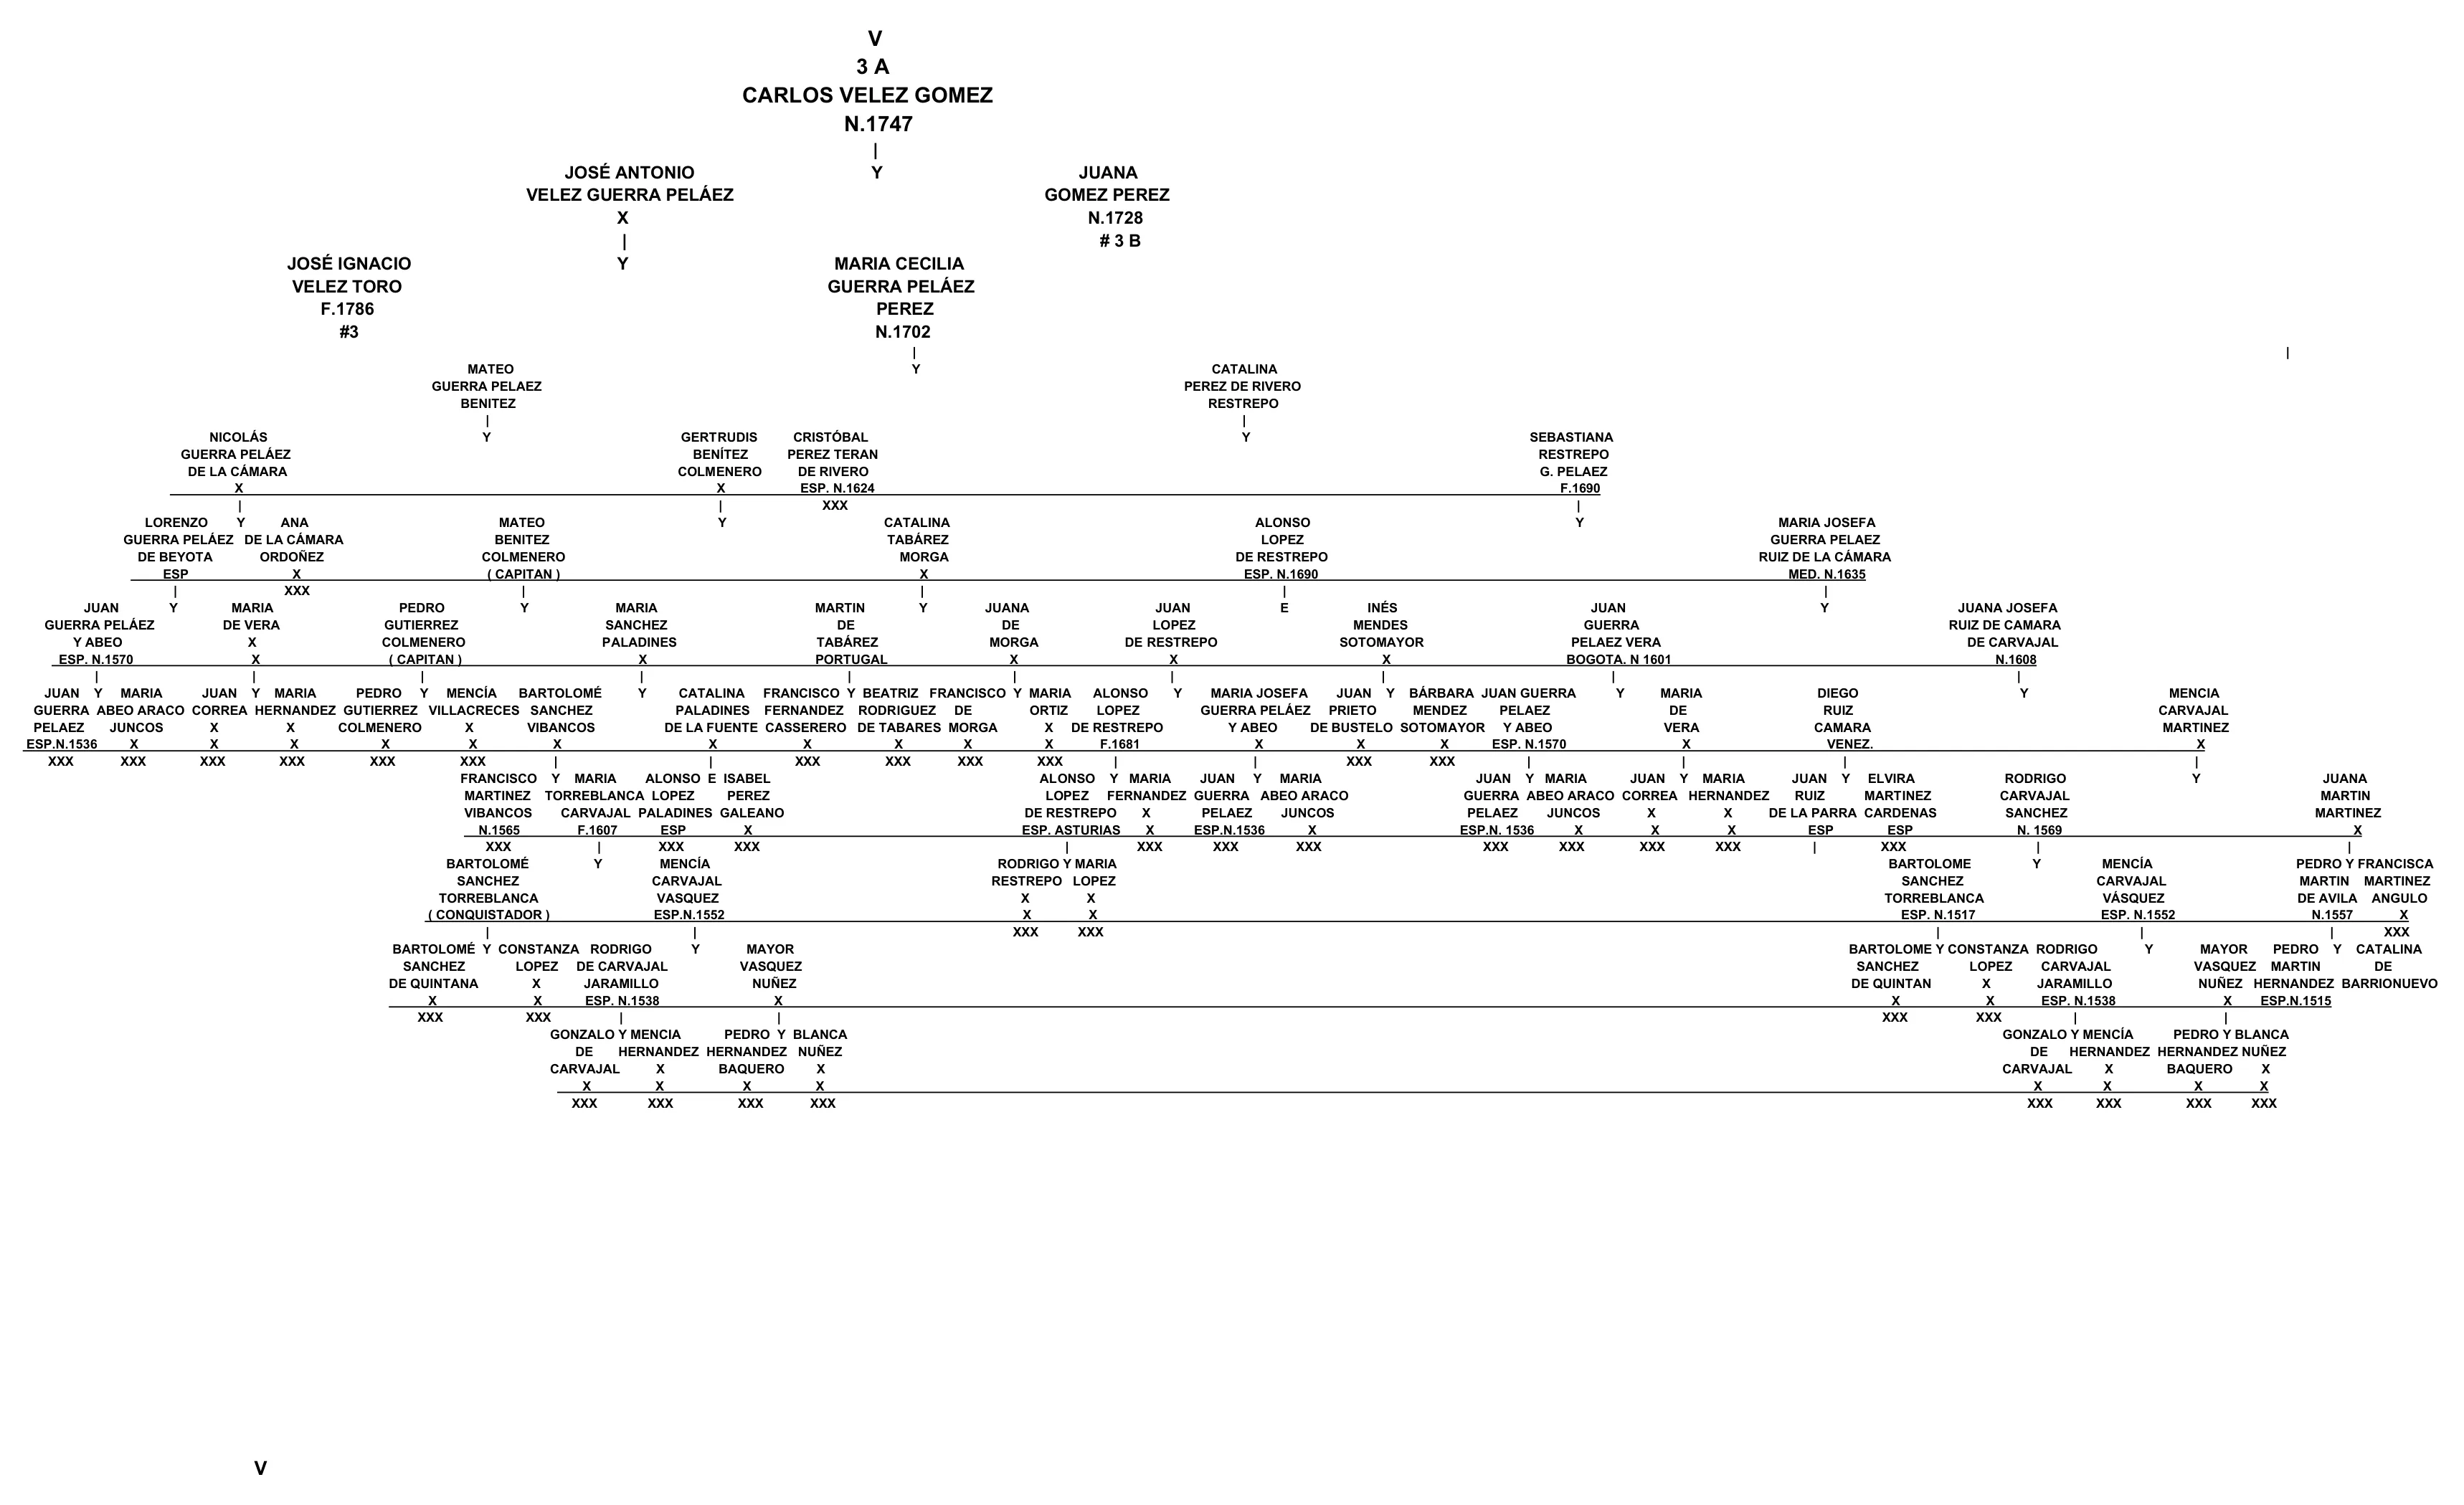 V
3 A
CARLOS VELEZ GOMEZ
N.1747
|
JOSÉ ANTONIO Y JUANA
VELEZ GUERRA PELÁEZ GOMEZ PEREZ
X N.1728
| # 3 B
JOSÉ IGNACIO Y MARIA CECILIA
VELEZ TORO GUERRA PELÁEZ
F.1786 PEREZ
#3 N.1702
| |
MATEO Y CATALINA
GUERRA PELAEZ PEREZ DE RIVERO
BENITEZ RESTREPO
| |
NICOLÁS Y GERTRUDIS CRISTÓBAL Y SEBASTIANA
GUERRA PELÁEZ BENÍTEZ PEREZ TERAN RESTREPO
DE LA CÁMARA COLMENERO DE RIVERO G. PELAEZ
X X ESP. N.1624 F.1690
| | XXX |
LORENZO Y ANA MATEO Y CATALINA ALONSO Y MARIA JOSEFA
GUERRA PELÁEZ DE LA CÁMARA BENITEZ TABÁREZ LOPEZ GUERRA PELAEZ
DE BEYOTA ORDOÑEZ COLMENERO MORGA DE RESTREPO RUIZ DE LA CÁMARA
ESP X ( CAPITAN ) X ESP. N.1690 MED. N.1635
| XXX | | | |
JUAN Y MARIA PEDRO Y MARIA MARTIN Y JUANA JUAN E INÉS JUAN Y JUANA JOSEFA
GUERRA PELÁEZ DE VERA GUTIERREZ SANCHEZ DE DE LOPEZ MENDES GUERRA RUIZ DE CAMARA
Y ABEO X COLMENERO PALADINES TABÁREZ MORGA DE RESTREPO SOTOMAYOR PELAEZ VERA DE CARVAJAL
ESP. N.1570 X ( CAPITAN ) X PORTUGAL X X X BOGOTA. N 1601 N.1608
| | | | | | | | | |
JUAN Y MARIA JUAN Y MARIA PEDRO Y MENCÍA BARTOLOMÉ Y CATALINA FRANCISCO Y BEATRIZ FRANCISCO Y MARIA ALONSO Y MARIA JOSEFA JUAN Y BÁRBARA JUAN GUERRA Y MARIA DIEGO Y MENCIA
GUERRA ABEO ARACO CORREA HERNANDEZ GUTIERREZ VILLACRECES SANCHEZ PALADINES FERNANDEZ RODRIGUEZ DE ORTIZ LOPEZ GUERRA PELÁEZ PRIETO MENDEZ PELAEZ DE RUIZ CARVAJAL
PELAEZ JUNCOS X X COLMENERO X VIBANCOS DE LA FUENTE CASSERERO DE TABARES MORGA X DE RESTREPO Y ABEO DE BUSTELO SOTOMAYOR Y ABEO VERA CAMARA MARTINEZ
ESP.N.1536 X X X X X X X X X X X F.1681 X X X ESP. N.1570 X VENEZ. X
XXX XXX XXX XXX XXX XXX | | XXX XXX XXX XXX | | XXX XXX | | | |
FRANCISCO Y MARIA ALONSO E ISABEL ALONSO Y MARIA JUAN Y MARIA JUAN Y MARIA JUAN Y MARIA JUAN Y ELVIRA RODRIGO Y JUANA
MARTINEZ TORREBLANCA LOPEZ PEREZ LOPEZ FERNANDEZ GUERRA ABEO ARACO GUERRA ABEO ARACO CORREA HERNANDEZ RUIZ MARTINEZ CARVAJAL MARTIN
VIBANCOS CARVAJAL PALADINES GALEANO DE RESTREPO X PELAEZ JUNCOS PELAEZ JUNCOS X X DE LA PARRA CARDENAS SANCHEZ MARTINEZ
N.1565 F.1607 ESP X ESP. ASTURIAS X ESP.N.1536 X ESP.N. 1536 X X X ESP ESP N. 1569 X
XXX | XXX XXX | XXX XXX XXX XXX XXX XXX XXX | XXX | |
BARTOLOMÉ Y MENCÍA RODRIGO Y MARIA BARTOLOME Y MENCÍA PEDRO Y FRANCISCA
SANCHEZ CARVAJAL RESTREPO LOPEZ SANCHEZ CARVAJAL MARTIN MARTINEZ
TORREBLANCA VASQUEZ X X TORREBLANCA VÁSQUEZ DE AVILA ANGULO
( CONQUISTADOR ) ESP.N.1552 X X ESP. N.1517 ESP. N.1552 N.1557 X
| | XXX XXX | | | XXX
BARTOLOMÉ Y CONSTANZA RODRIGO Y MAYOR BARTOLOME Y CONSTANZA RODRIGO Y MAYOR PEDRO Y CATALINA
SANCHEZ LOPEZ DE CARVAJAL VASQUEZ SANCHEZ LOPEZ CARVAJAL VASQUEZ MARTIN DE
DE QUINTANA X JARAMILLO NUÑEZ DE QUINTAN X JARAMILLO NUÑEZ HERNANDEZ BARRIONUEVO
X X ESP. N.1538 X X X ESP. N.1538 X ESP.N.1515
XXX XXX | | XXX XXX | |
GONZALO Y MENCIA PEDRO Y BLANCA GONZALO Y MENCÍA PEDRO Y BLANCA
DE HERNANDEZ HERNANDEZ NUÑEZ DE HERNANDEZ HERNANDEZ NUÑEZ
CARVAJAL X BAQUERO X CARVAJAL X BAQUERO X
X X X X X X X X
XXX XXX XXX XXX XXX XXX XXX XXX
V